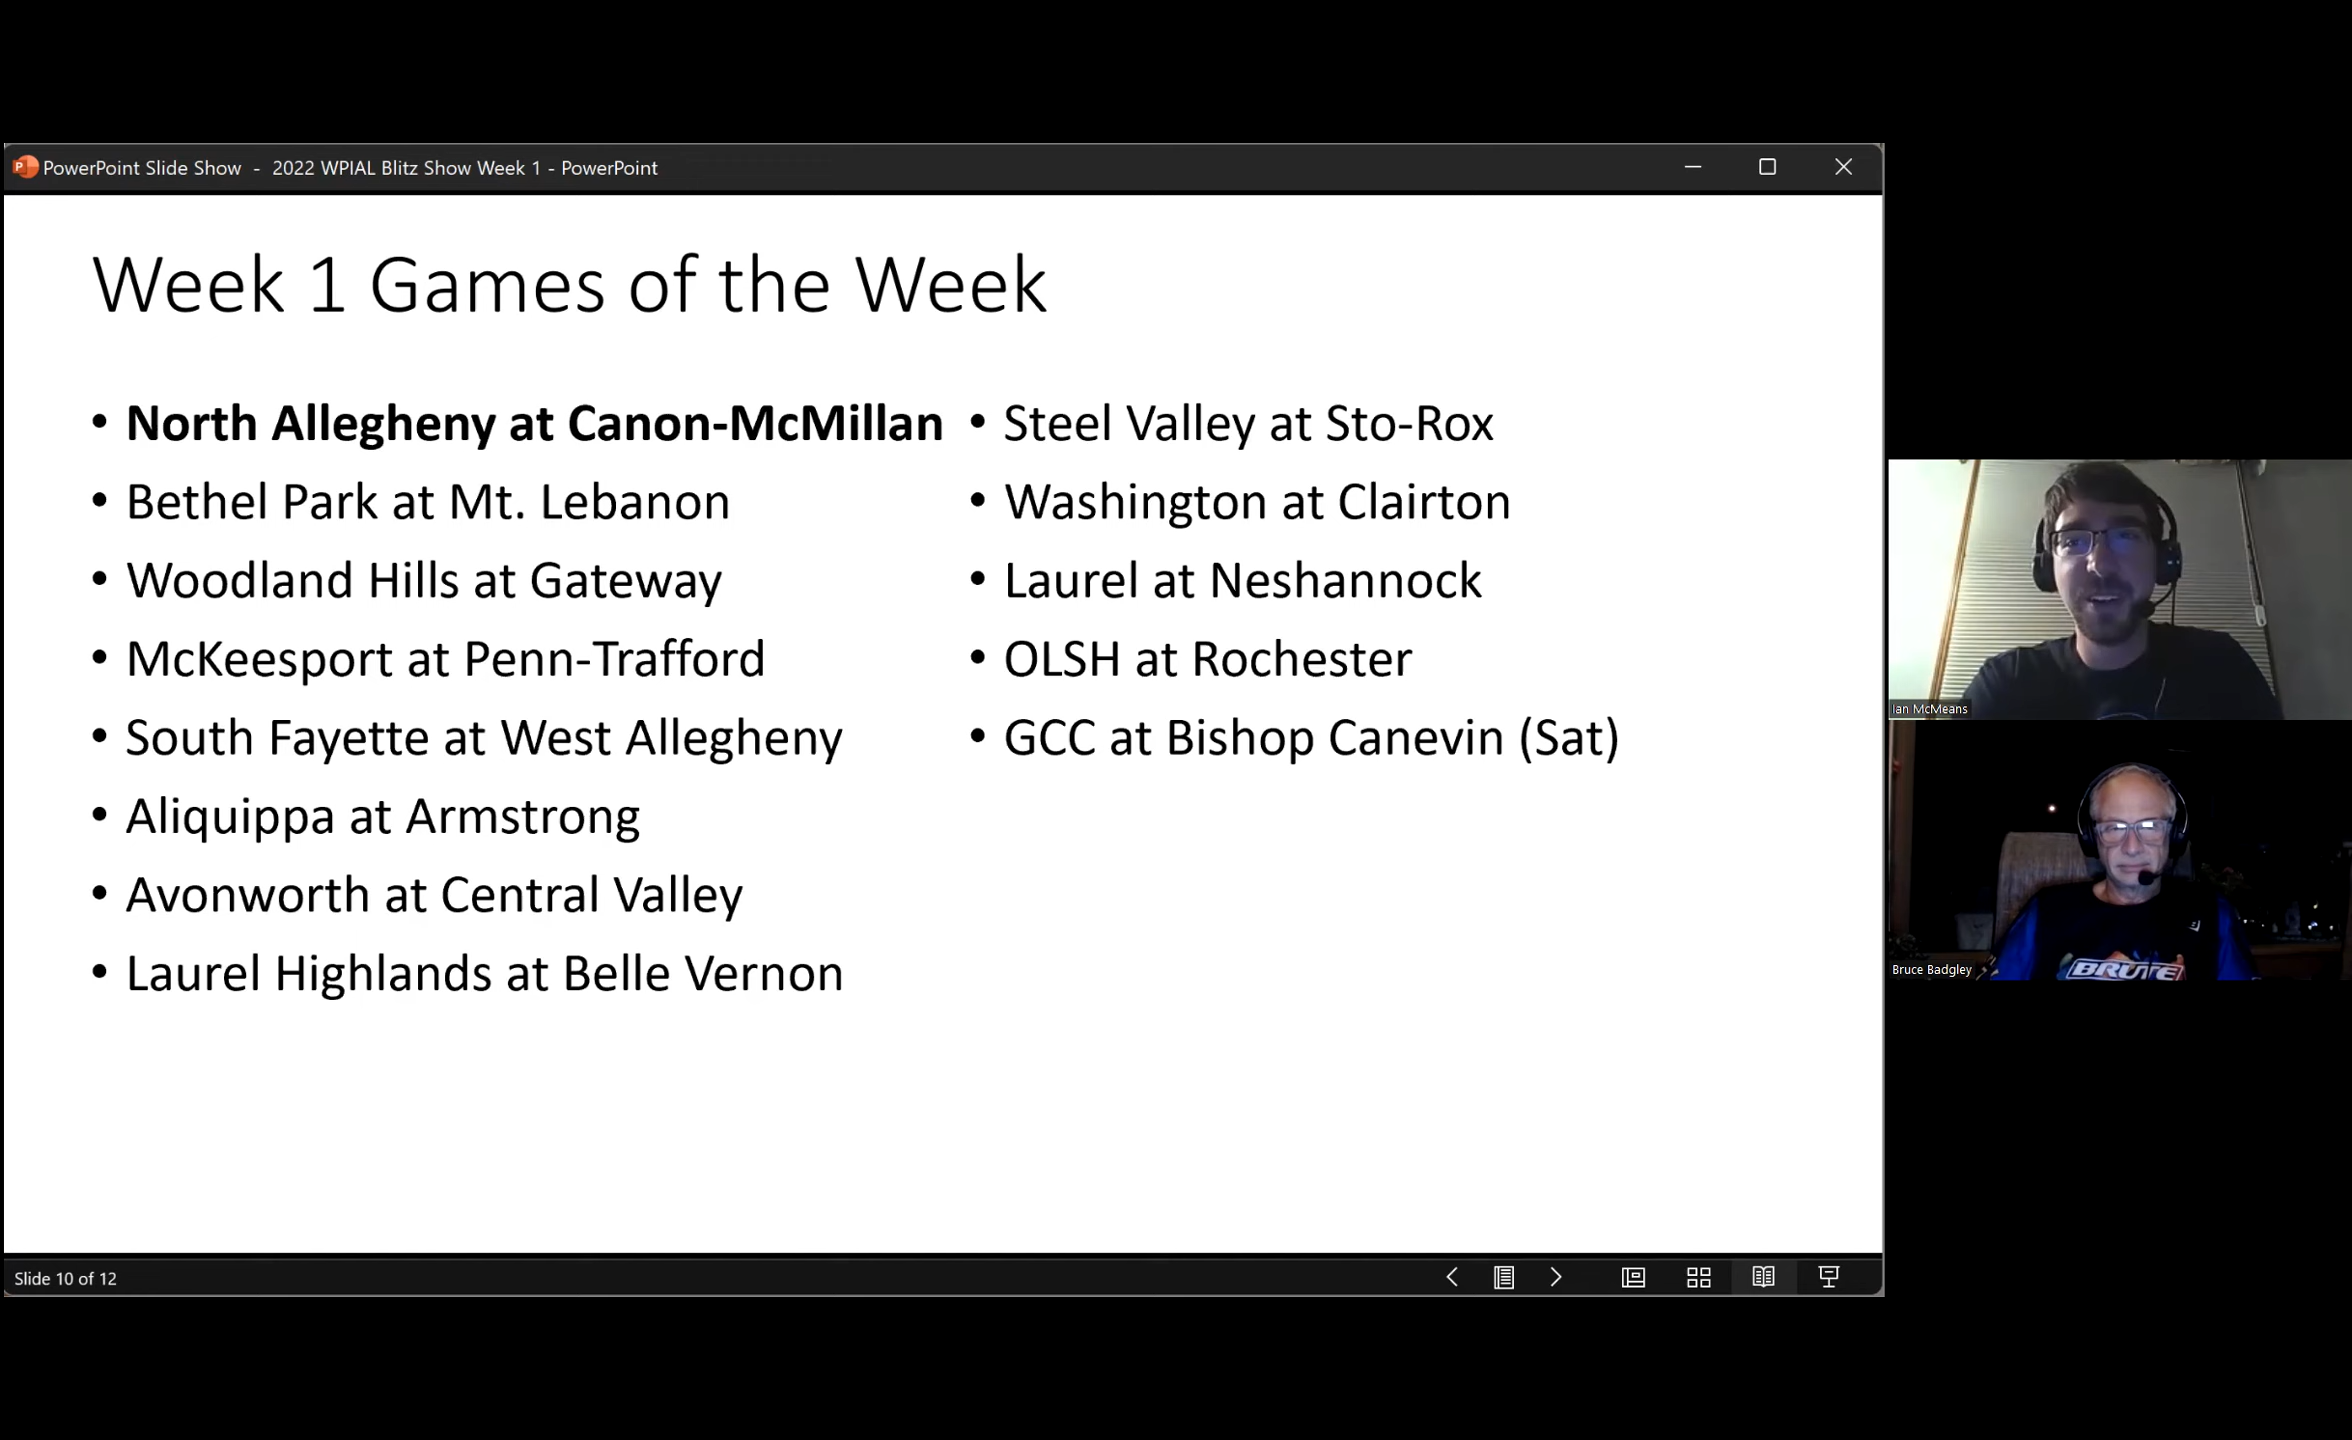 PowerPoint Slide Show - 2022 WPIAL Blitz Show Week 1 - PowerPoint
Week 1 Games of the Week
• North Allegheny at Canon-McMillan
• Bethel Park at Mt. Lebanon
• Woodland Hills at Gateway
• McKeesport at Penn-Trafford
• South Fayette at West Allegheny
• Aliquippa at Armstrong
• Avonworth at Central Valley
• Laurel Highlands at Belle Vernon
• Steel Valley at Sto-Rox
• Washington at Clairton
• Laurel at Neshannock
• OLSH at Rochester
• GCC at Bishop Canevin (Sat)
Ian McMeans
BRUTE
Bruce Badgley
Slide 10 of 12